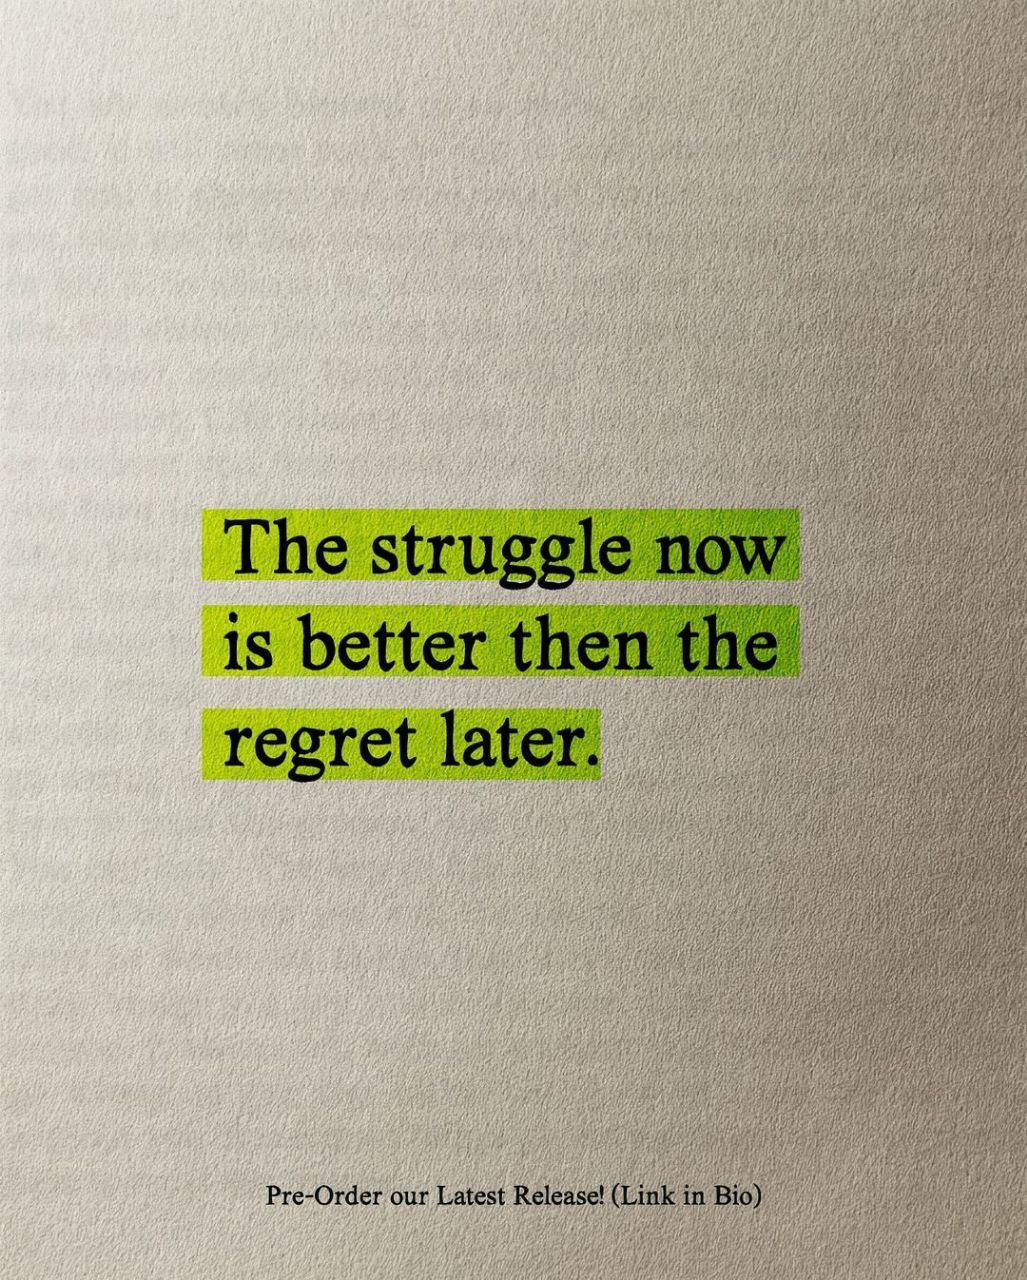 The struggle now
is better then the
regret later.
Pre-Order our Latest Release! (Link in Bio)